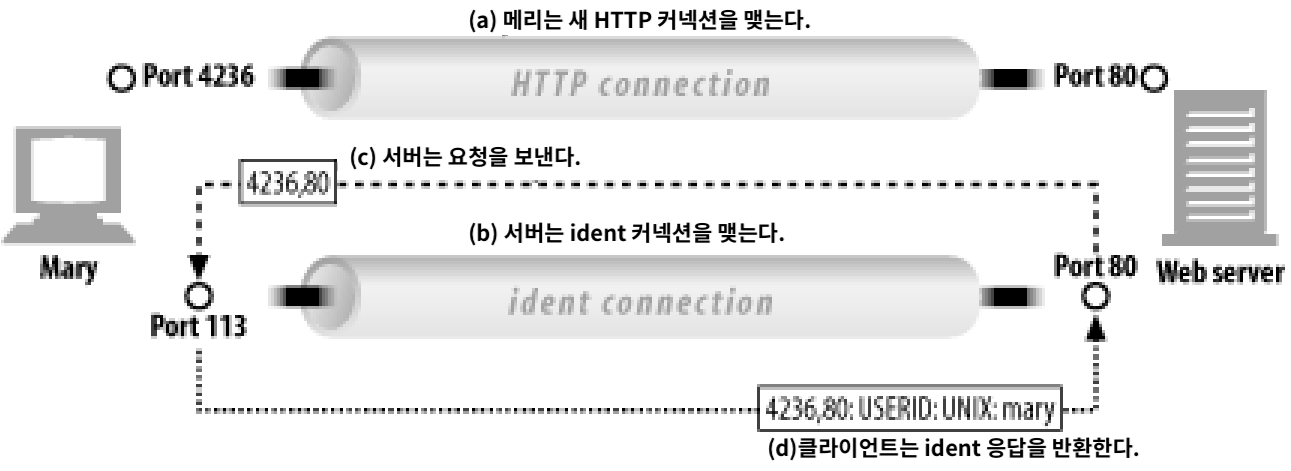 (a) 메리는 새 HTTP 커넥션을 맺는다.
Port 4236
HTTP connection
Port 80
(c) 서버는 요청을 보낸다.
4236,80
(b) 서버는 ident 커넥션을 맺는다.
Mary
Port 80
Web server
ident connection
Port 113
4236,80: USERID: UNIX: mary
(d)클라이언트는 ident 응답을 반환한다.